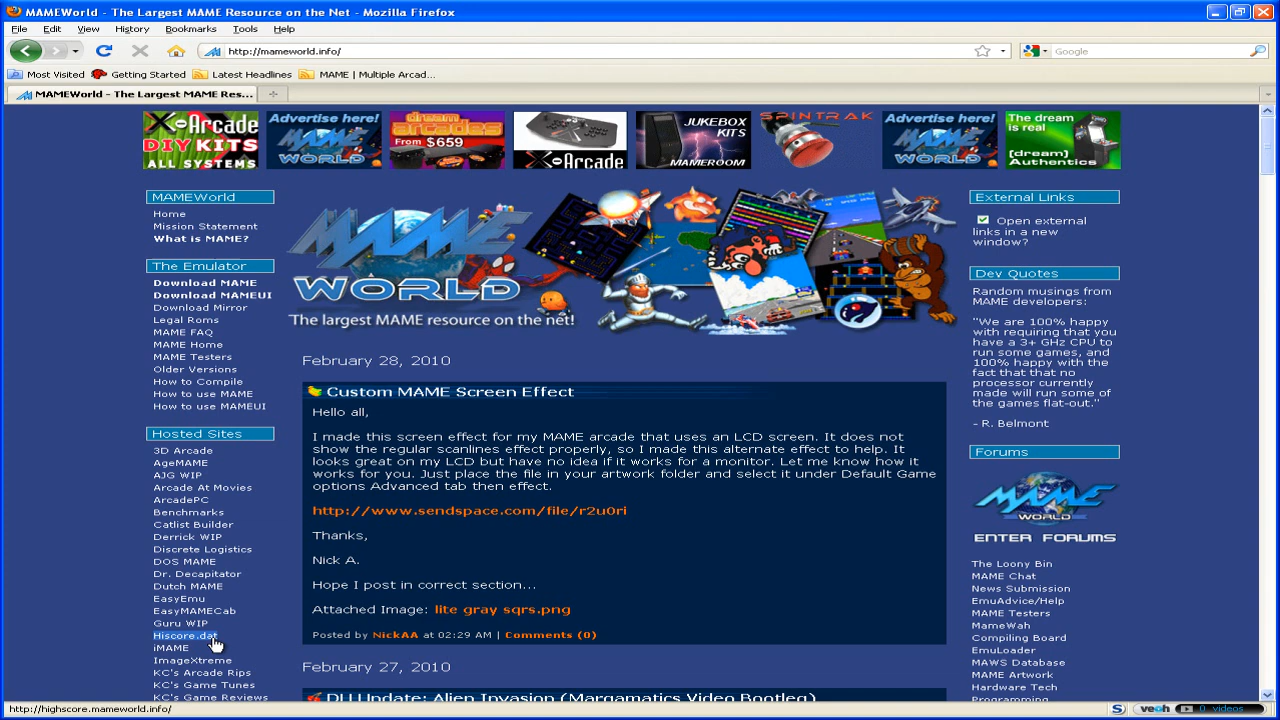 MAMEWorld - The Largest MAME Resource on the Net - Mozilla Firefox
File Edit View History Bookmarks Tools Help
http://mameworld.info/
Google
Most Visited Getting Started Latest Headlines MAME | Multiple Arcad...
MAMEWorld - The Largest MAME Res...
X-Arcade
DIY KITS
ALL SYSTEMS
Advertise here!
MAME WORLD
dream arcades
From $659
X-Arcade
JUKEBOX KITS
MAMEROOM
SPINTRAK
Advertise here!
MAME WORLD
The dream is real
[dream]
Authentics
MAMEWorld
Home
Mission Statement
What is MAME?
The Emulator
Download MAME
Download MAMEUI
Download Mirror
Legal Roms
MAME FAQ
MAME Home
MAME Testers
Older Versions
How to Compile
How to use MAME
How to use MAMEUI
Hosted Sites
3D Arcade
AgeMAME
AJG WIP
Arcade At Movies
ArcadePC
Benchmarks
Catlist Builder
Derrick WIP
Discrete Logistics
DOS MAME
Dr. Decapitator
Dutch MAME
EasyEmu
EasyMAMECab
Guru WIP
Hiscore.dat
iMAME
ImageXtreme
KC's Arcade Rips
KC's Game Tunes
KC's Game Reviews
MAME
WORLD
The largest MAME resource on the net!
February 28, 2010
Custom MAME Screen Effect
Hello all,
I made this screen effect for my MAME arcade that uses an LCD screen. It does not
show the regular scanlines effect properly, so I made this alternate effect to help. It
looks great on my LCD but have no idea if it works for a monitor. Let me know how it
works for you. Just place the file in your artwork folder and select it under Default Game
options Advanced tab then effect.
http://www.sendspace.com/file/r2u0ri
Thanks,
Nick A.
Hope I post in correct section...
Attached Image: lite gray sqrs.png
Posted by NickAA at 02:29 AM | Comments (0)
February 27, 2010
DLU Update: Alien Invasion (Margamatics Video Bootleg)
External Links
Open external
links in a new
window?
Dev Quotes
Random musings from
MAME developers:
"We are 100% happy
with requiring that you
have a 3+ GHz CPU to
run some games, and
100% happy with the
fact that that no
processor currently
made will run some of
the games flat-out."
- R. Belmont
Forums
MAME
WORLD
ENTER FORUMS
The Loony Bin
MAME Chat
News Submission
EmuAdvice/Help
MAME Testers
MameWah
Compiling Board
EmuLoader
MAWS Database
MAME Artwork
Hardware Tech
Programming
http://highscore.mameworld.info/
S veoh 0 videos